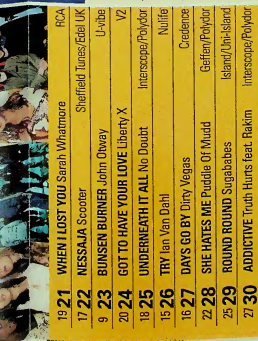 19 21 WHEN I LOST YOU Sarah Whatmore RCA
17 22 NESSAJA Scooter Sheffield Tunes/Edel UK
9 23 BUNSEN BURNER John Otway U-vibe
20 24 GOT TO HAVE YOUR LOVE Liberty X V2
18 25 UNDERNEATH IT ALL No Doubt Interscope/Polydor
15 26 TRY Ian Van Dahl Nulife
16 27 DAYS GO BY Dirty Vegas Credence
22 28 SHE HATES ME Puddle Of Mudd Geffen/Polydor
25 29 ROUND ROUND Sugababes Island/Uni-Island
27 30 ADDICTIVE Truth Hurts feat. Rakim Interscope/Polydor